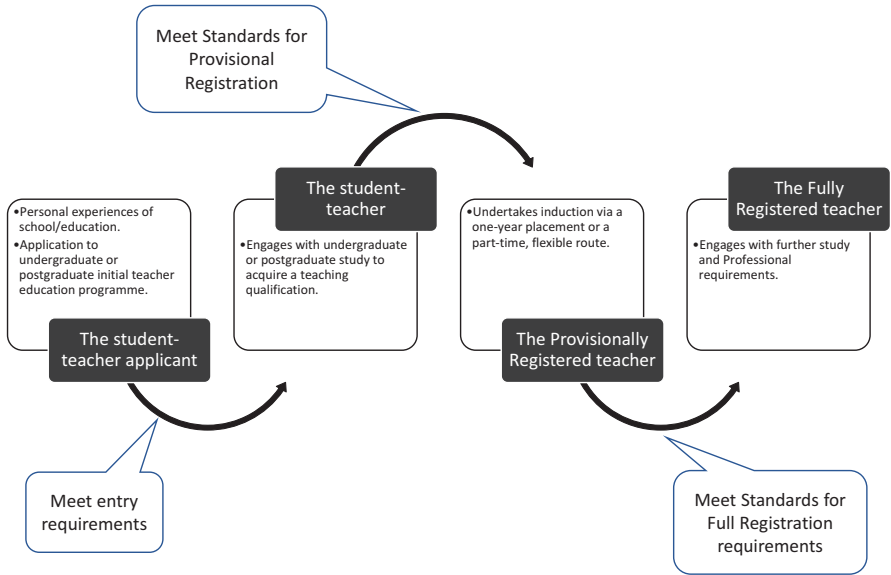 Meet Standards for
Provisional
Registration
•Personal experiences of
school/education.
•Application to
undergraduate or
postgraduate initial teacher
education programme.
The student-
teacher applicant
Meet entry
requirements
The student-
teacher
•Engages with undergraduate
or postgraduate study to
acquire a teaching
qualification.
•Undertakes induction via a
one-year placement or a
part-time, flexible route.
The Provisionally
Registered teacher
Meet Standards for
Full Registration
requirements
The Fully
Registered teacher
•Engages with further study
and Professional
requirements.